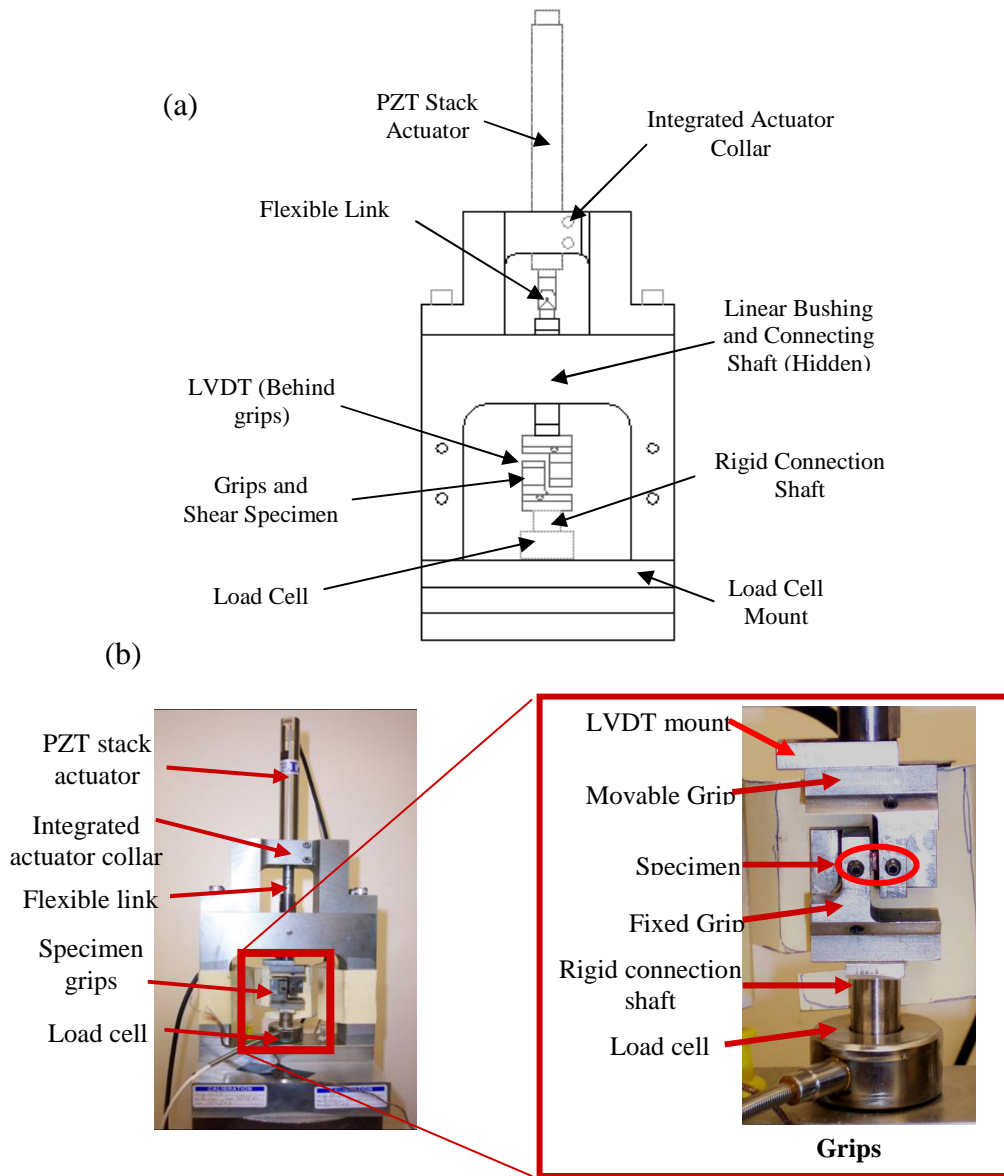 (a)
PZT Stack
Actuator
Integrated Actuator
Collar
Flexible Link
Linear Bushing
and Connecting
Shaft (Hidden)
LVDT (Behind
grips)
Grips and
Shear Specimen
Rigid Connection
Shaft
Load Cell
Load Cell
Mount
(b)
PZT stack
actuator
Integrated
actuator collar
Flexible link
Specimen
grips
Load cell
CALIBRATION
LVDT mount
Movable Grip
Specimen
Fixed Grip
Rigid connection
shaft
Load cell
Grips